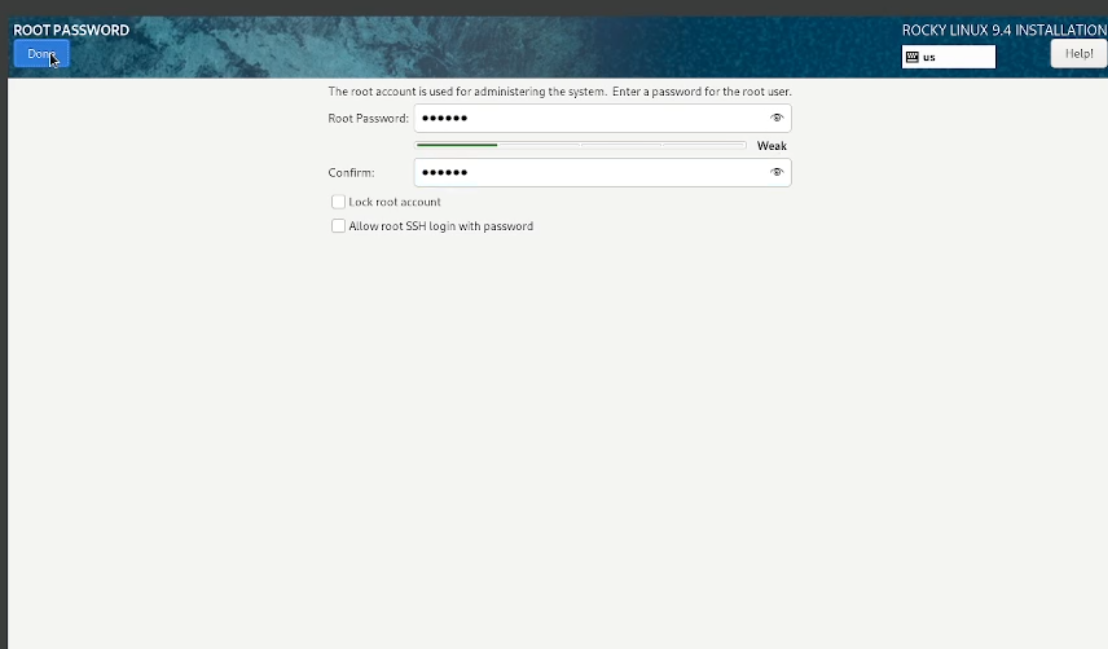 ROOT PASSWORD
ROCKY LINUX 9.4 INSTALLATION
Done
us
Help!
The root account is used for administering the system. Enter a password for the root user.
Root Password: ●●●●●●
Weak
Confirm: ●●●●●●
Lock root account
Allow root SSH login with password